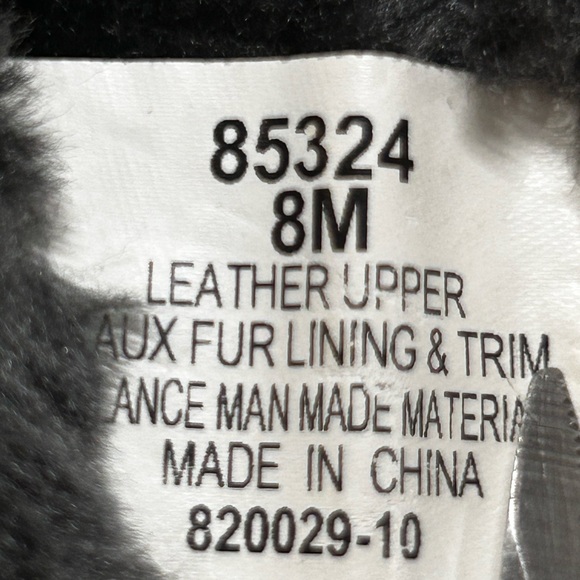 85324
8M
LEATHER UPPER
AUX FUR LINING & TRIM
ANCE MAN MADE MATERIA
MADE IN CHINA
820029-10